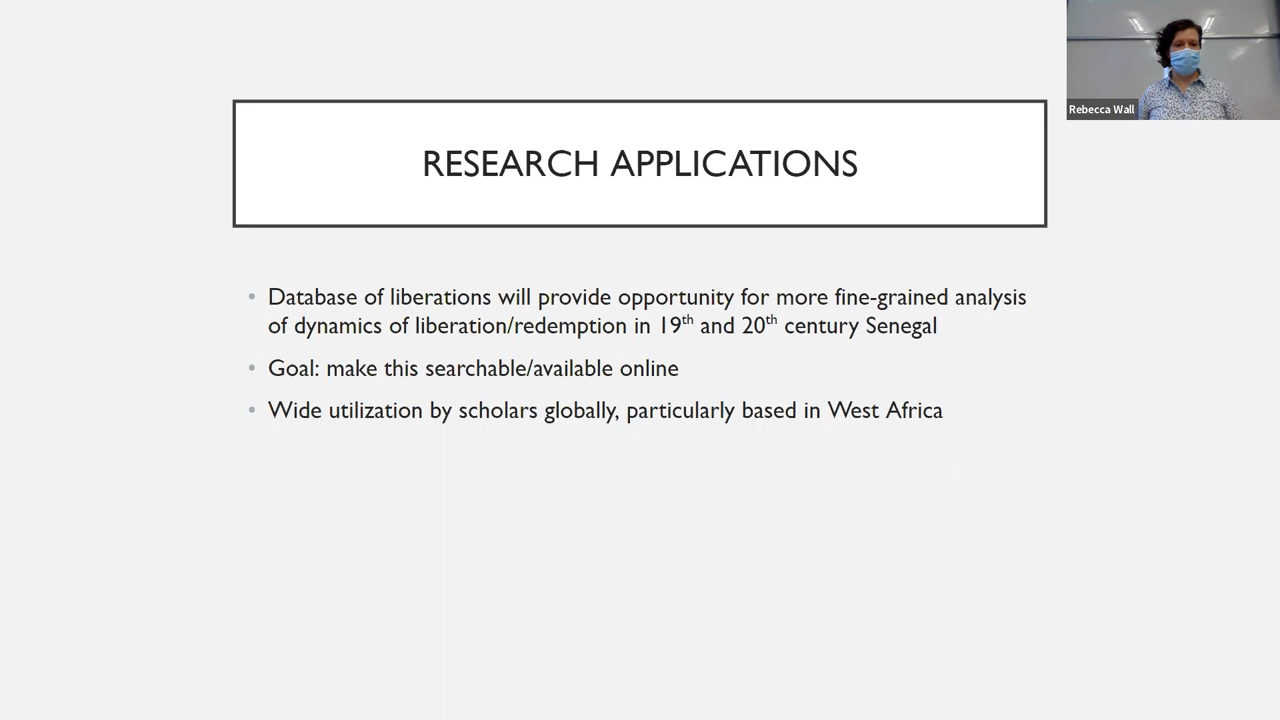 RESEARCH APPLICATIONS
• Database of liberations will provide opportunity for more fine-grained analysis
of dynamics of liberation/redemption in 19th and 20th century Senegal
• Goal: make this searchable/available online
• Wide utilization by scholars globally, particularly based in West Africa
Rebecca Wall